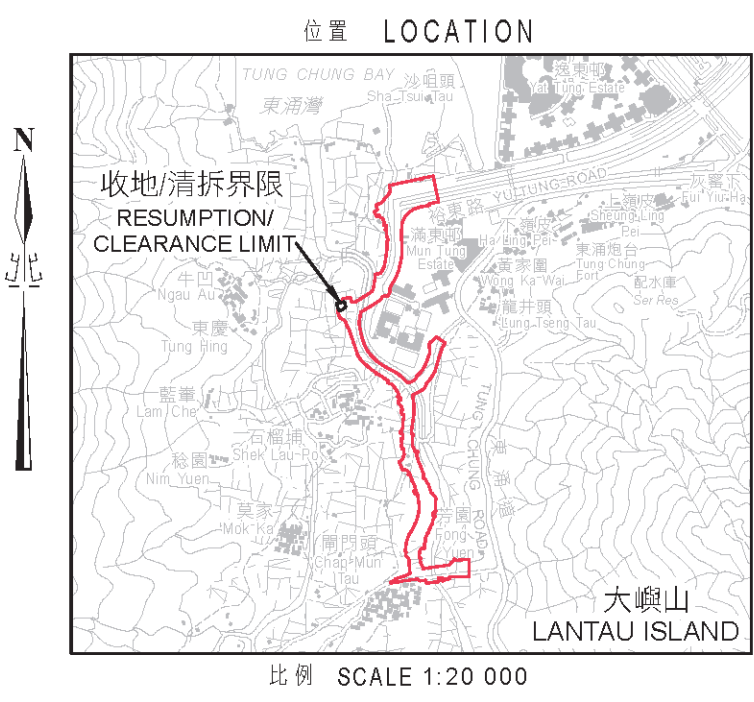 位置 LOCATION
TUNG CHUNG BAY
東涌灣
沙咀頭
Sha Tsui Tau
逸東邨
Yat Tung Estate
N
北
收地/清拆界限
RESUMPTION/
CLEARANCE LIMIT
YU TUNG ROAD
裕東路
灰窰下
Fui Yiu Ha
上嶺皮
Sheung Ling
Pei
下嶺皮
Ha Ling Pei
滿東邨
Mun Tung
Estate
東涌炮台
Tung Chung
Fort
黃家圍
Wong Ka Wai
配水庫
Ser Res
牛凹
Ngau Au
龍井頭
Lung Tseng Tau
東慶
Tung Hing
藍輋
Lam Che
TUNG CHUNG ROAD
東涌道
石榴埔
Shek Lau Po
稔園
Nim Yuen
莫家
Mok Ka
芳園
Fong
Yuen
閘門頭
Chap Mun
Tau
大嶼山
LANTAU ISLAND
比例 SCALE 1:20 000